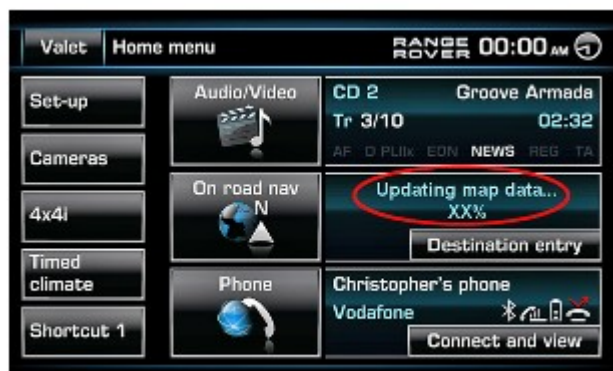 Valet Home menu RANGE ROVER 00:00 AM
Set-up
Cameras
4x4i
Timed
climate
Shortcut 1
Audio/Video
On road nav
N
Phone
CD 2 Groove Armada
Tr 3/10 02:32
AF D PLIIx EON NEWS REG TA
Updating map data...
XX%
Destination entry
Christopher's phone
Vodafone
Connect and view